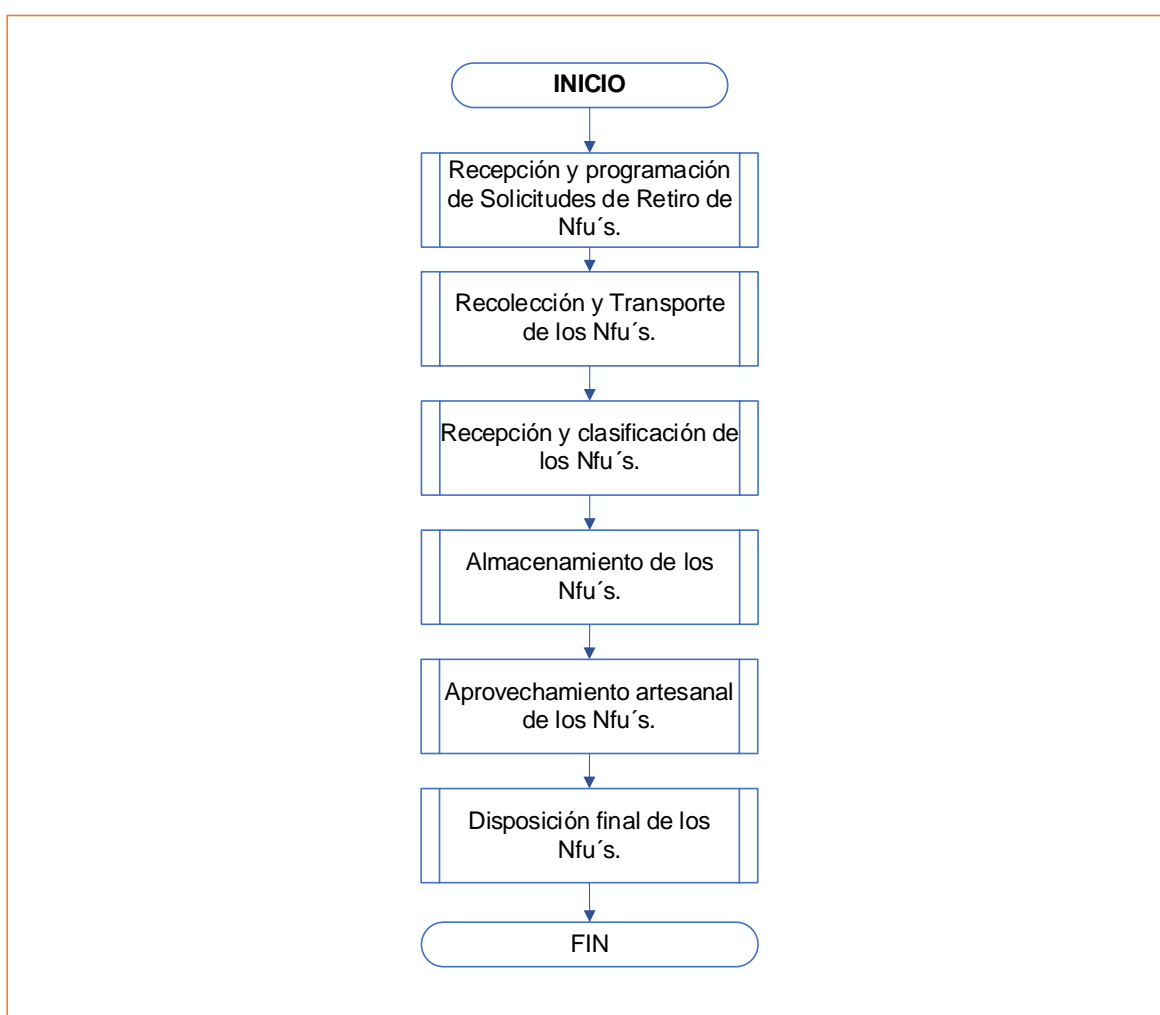 INICIO
Recepción y programación
de Solicitudes de Retiro de
Nfu´s.
Recolección y Transporte
de los Nfu´s.
Recepción y clasificación de
los Nfu´s.
Almacenamiento de los
Nfu´s.
Aprovechamiento artesanal
de los Nfu´s.
Disposición final de los
Nfu´s.
FIN